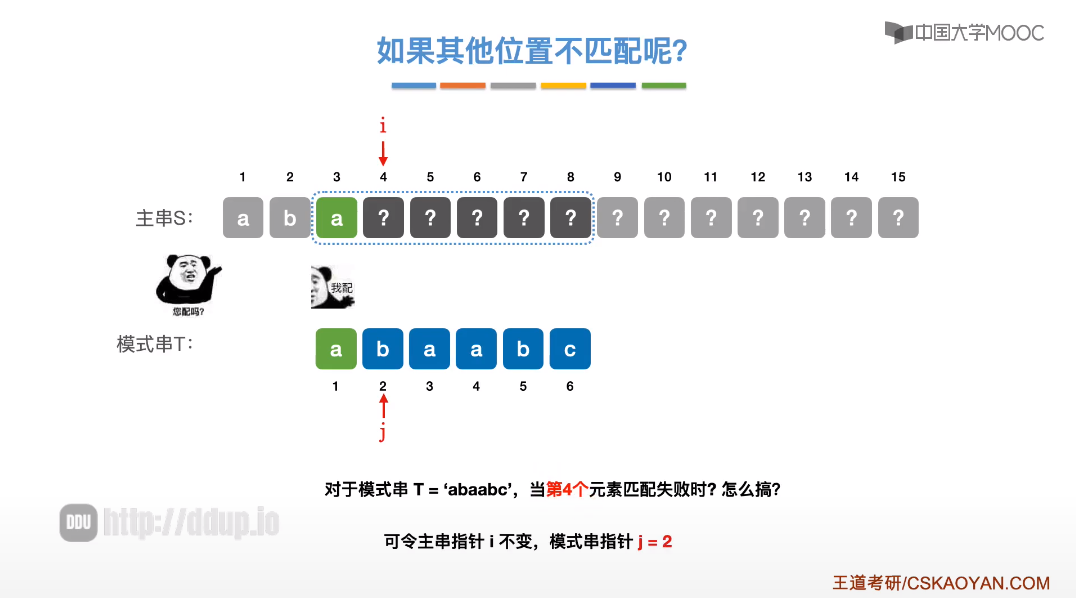 如果其他位置不匹配呢?
中国大学MOOC
i
1 2 3 4 5 6 7 8 9 10 11 12 13 14 15
主串S: a b a ? ? ? ? ? ? ? ? ? ? ? ?
您配吗?
我配
模式串T: a b a a b c
1 2 3 4 5 6
j
对于模式串 T = ‘abaabc’，当第4个元素匹配失败时? 怎么搞?
DDU http://ddup.io
可令主串指针 i 不变，模式串指针 j = 2
王道考研/CSKAOYAN.COM